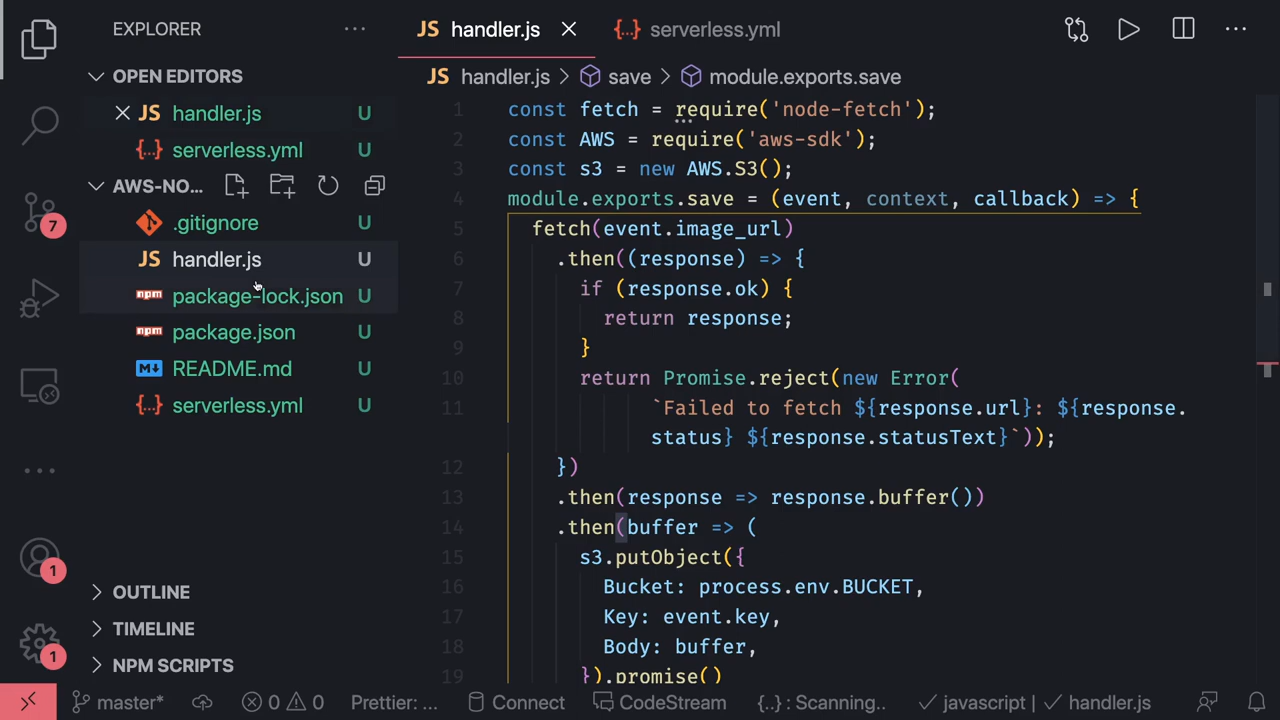 EXPLORER
···
OPEN EDITORS
JS handler.js U
{..} serverless.yml U
AWS-NO...
.gitignore U
JS handler.js U
npm package-lock.json U
npm package.json U
M README.md U
{..} serverless.yml U
OUTLINE
TIMELINE
NPM SCRIPTS
7
1
1
JS handler.js
{..} serverless.yml
JS handler.js > save > module.exports.save
1 const fetch = require('node-fetch');
2 const AWS = require('aws-sdk');
3 const s3 = new AWS.S3();
4 module.exports.save = (event, context, callback) => {
5 fetch(event.image_url)
6 .then((response) => {
7 if (response.ok) {
8 return response;
9 }
10 return Promise.reject(new Error(
11 `Failed to fetch ${response.url}: ${response.
status} ${response.statusText}`));
12 })
13 .then(response => response.buffer())
14 .then(buffer => (
15 s3.putObject({
16 Bucket: process.env.BUCKET,
17 Key: event.key,
18 Body: buffer,
19 }).promise()
master* 0 0 Prettier: ... Connect CodeStream {..}: Scanning.. javascript | handler.js